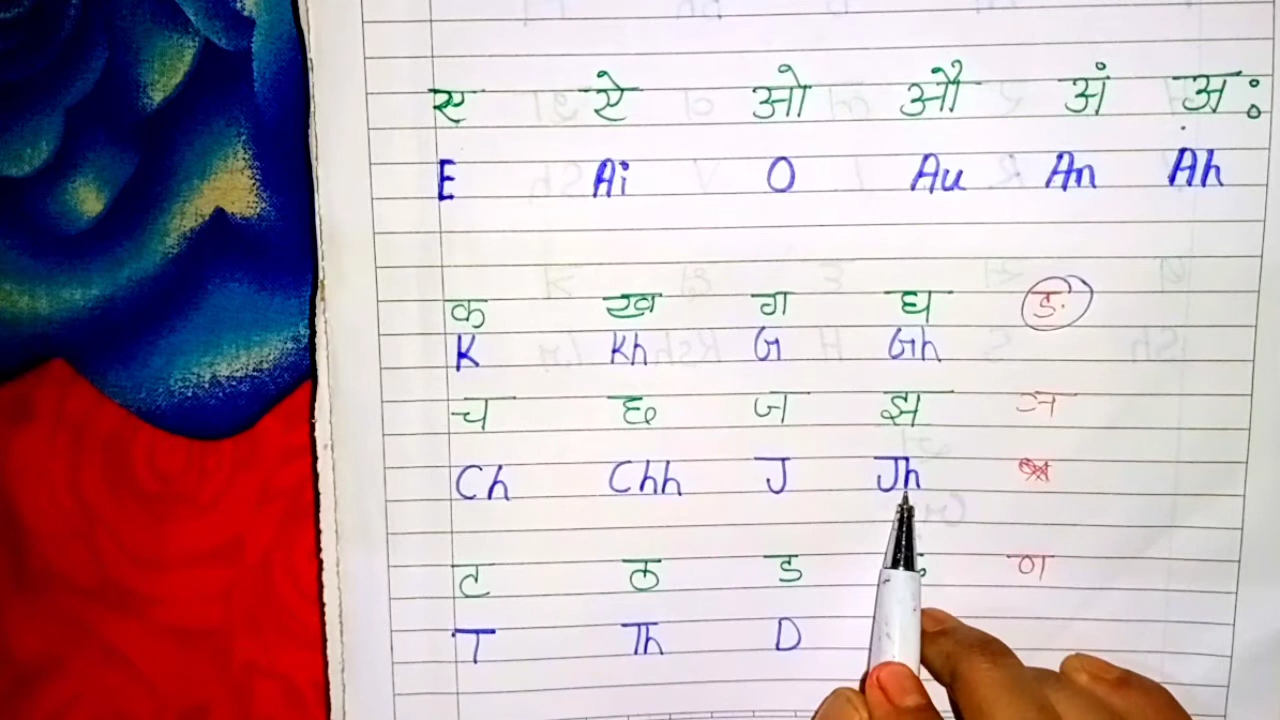 ए ऐ ओ औ अं अः
E Ai O Au An Ah
क ख ग घ ङ
K Kh G Gh
च छ ज झ ञ
Ch Chh J Jh
ट ठ ड ण
T Th D